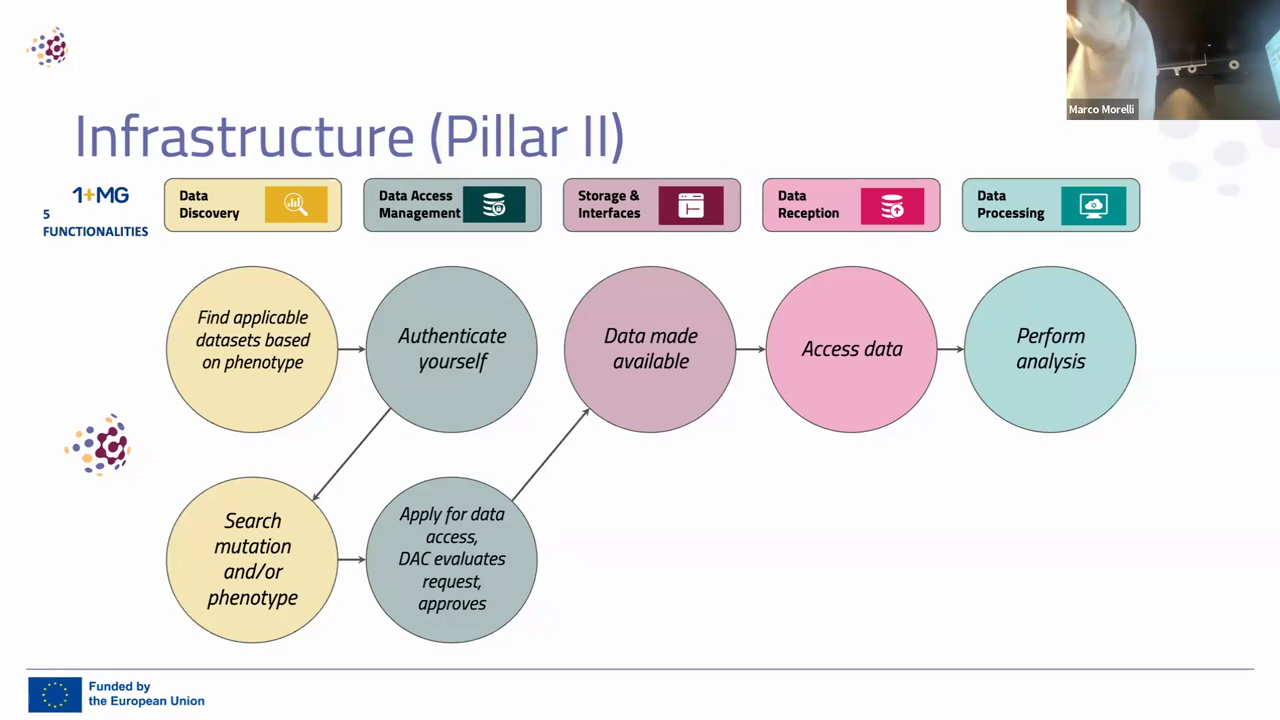 Marco Morelli
Infrastructure (Pillar II)
1+MG
5
FUNCTIONALITIES
Data
Discovery
Data Access
Management
Storage &
Interfaces
Data
Reception
Data
Processing
Find applicable
datasets based
on phenotype
Authenticate
yourself
Data made
available
Access data
Perform
analysis
Search
mutation
and/or
phenotype
Apply for data
access,
DAC evaluates
request,
approves
Funded by
the European Union